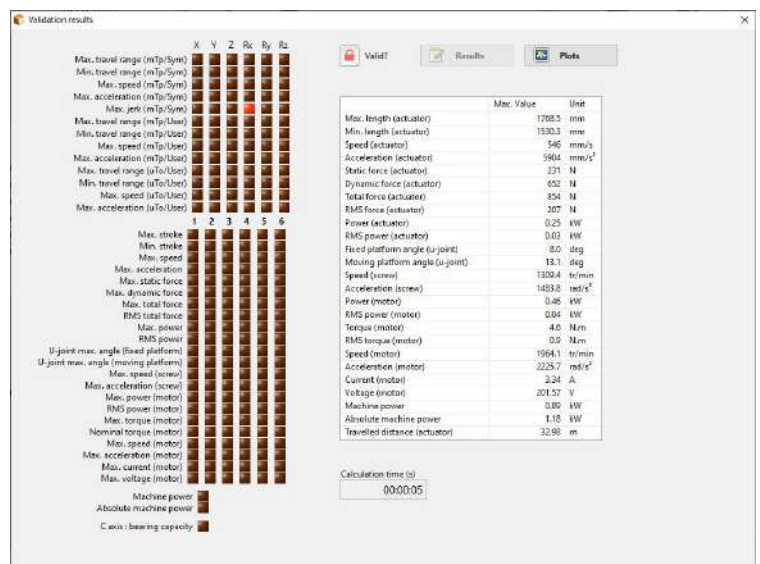 Validation results
X Y Z Rx Ry Rz
Max. travel range (mTp/Sym)
Min. travel range (mTp/Sym)
Max. speed (mTp/Sym)
Max. acceleration (mTp/Sym)
Max. jerk (mTp/Sym)
Max. travel range (mTp/User)
Min. travel range (mTp/User)
Max. speed (mTp/User)
Max. acceleration (mTp/User)
Max. travel range (uTo/User)
Min. travel range (uTo/User)
Max. speed (uTo/User)
Max. acceleration (uTo/User)
1 2 3 4 5 6
Max. stroke
Min. stroke
Max. speed
Max. acceleration
Max. static force
Max. dynamic force
Max. total force
RMS total force
Max. power
RMS power
U-joint max. angle (fixed platform)
U-joint max. angle (moving platform)
Max. speed (screw)
Max. acceleration (screw)
Max. power (motor)
RMS power (motor)
Max. torque (motor)
Nominal torque (motor)
Max. speed (motor)
Max. acceleration (motor)
Max. current (motor)
Max. voltage (motor)
Machine power
Absolute machine power
C axis : bearing capacity
Valid? Results Plots
Max. Value Unit
Max. length (actuator) 1768.5 mm
Min. length (actuator) 1530.3 mm
Speed (actuator) 546 mm/s
Acceleration (actuator) 5904 mm/s²
Static force (actuator) 231 N
Dynamic force (actuator) 652 N
Total force (actuator) 854 N
RMS force (actuator) 207 N
Power (actuator) 0.25 kW
RMS power (actuator) 0.03 kW
Fixed platform angle (u-joint) 8.0 deg
Moving platform angle (u-joint) 13.1 deg
Speed (screw) 1309.4 tr/min
Acceleration (screw) 1483.8 rad/s²
Power (motor) 0.46 kW
RMS power (motor) 0.04 kW
Torque (motor) 4.6 N.m
RMS torque (motor) 0.9 N.m
Speed (motor) 1964.1 tr/min
Acceleration (motor) 2225.7 rad/s²
Current (motor) 3.34 A
Voltage (motor) 201.57 V
Machine power 0.89 kW
Absolute machine power 1.18 kW
Travelled distance (actuator) 32.98 m
Calculation time (s)
00:00:05